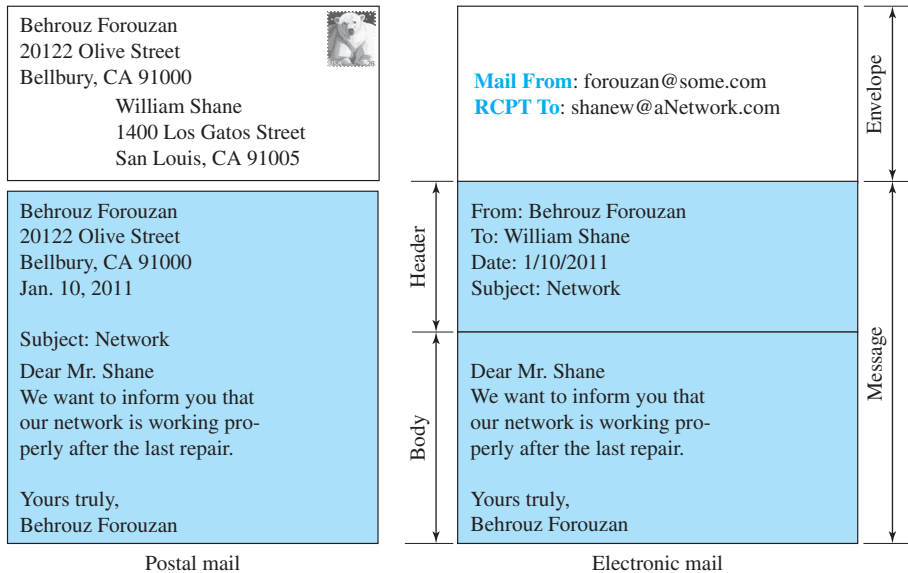 Behrouz Forouzan
20122 Olive Street
Bellbury, CA 91000
William Shane
1400 Los Gatos Street
San Louis, CA 91005
Behrouz Forouzan
20122 Olive Street
Bellbury, CA 91000
Jan. 10, 2011
Subject: Network
Dear Mr. Shane
We want to inform you that
our network is working pro-
perly after the last repair.
Yours truly,
Behrouz Forouzan
Postal mail
Mail From: forouzan@some.com
RCPT To: shanew@aNetwork.com
Envelope
Header
From: Behrouz Forouzan
To: William Shane
Date: 1/10/2011
Subject: Network
Message
Body
Dear Mr. Shane
We want to inform you that
our network is working pro-
perly after the last repair.
Yours truly,
Behrouz Forouzan
Electronic mail